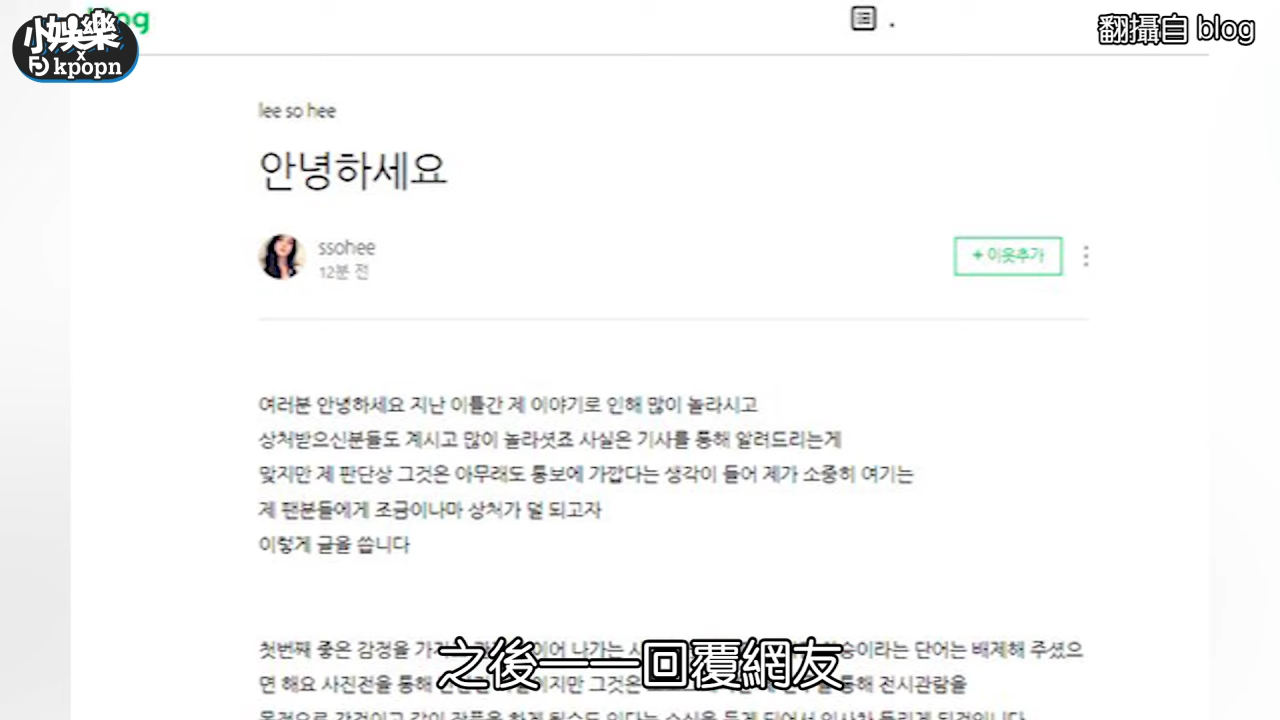 blog
小娛樂
x
kpopn
翻攝自 blog
lee so hee
안녕하세요
ssohee
12분 전
+ 이웃추가
여러분 안녕하세요 지난 이틀간 제 이야기로 인해 많이 놀라시고
상처받으신분들도 계시고 많이 놀라셧죠 사실은 기사를 통해 알려드리는게
맞지만 제 판단상 그것은 아무래도 통보에 가깝다는 생각이 들어 제가 소중히 여기는
제 팬분들에게 조금이나마 상처가 덜 되고자
이렇게 글을 씁니다
첫번째 좋은 감정을 이어 나가는 단어는 배제해 주셨으
면 해요 사진전을 통해 그것은 통해 전시관람을
之後一一回覆網友